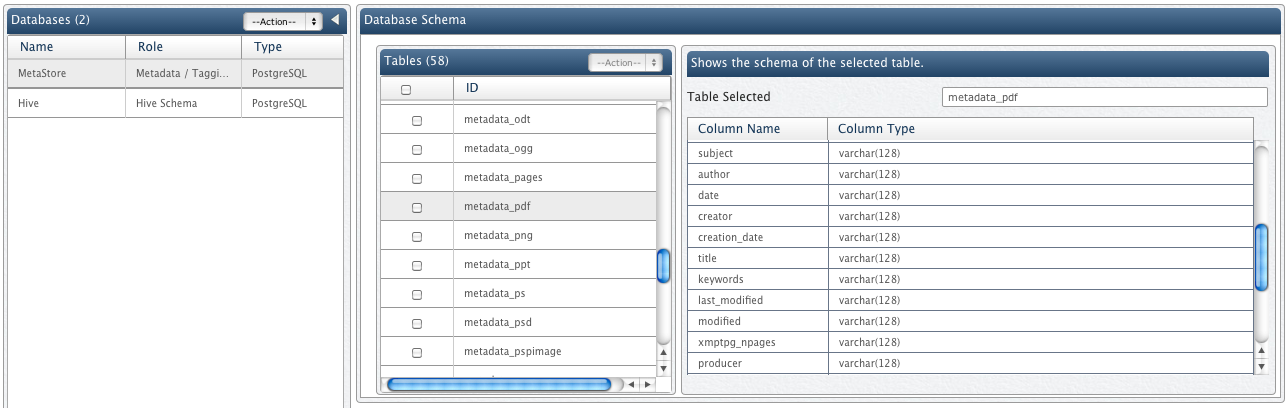 Databases (2) --Action--
Name Role Type
MetaStore Metadata / Taggi... PostgreSQL
Hive Hive Schema PostgreSQL
Database Schema
Tables (58) --Action--
ID
metadata_odt
metadata_ogg
metadata_pages
metadata_pdf
metadata_png
metadata_ppt
metadata_ps
metadata_psd
metadata_pspimage
Shows the schema of the selected table.
Table Selected metadata_pdf
Column Name Column Type
subject varchar(128)
author varchar(128)
date varchar(128)
creator varchar(128)
creation_date varchar(128)
title varchar(128)
keywords varchar(128)
last_modified varchar(128)
modified varchar(128)
xmptpg_npages varchar(128)
producer varchar(128)